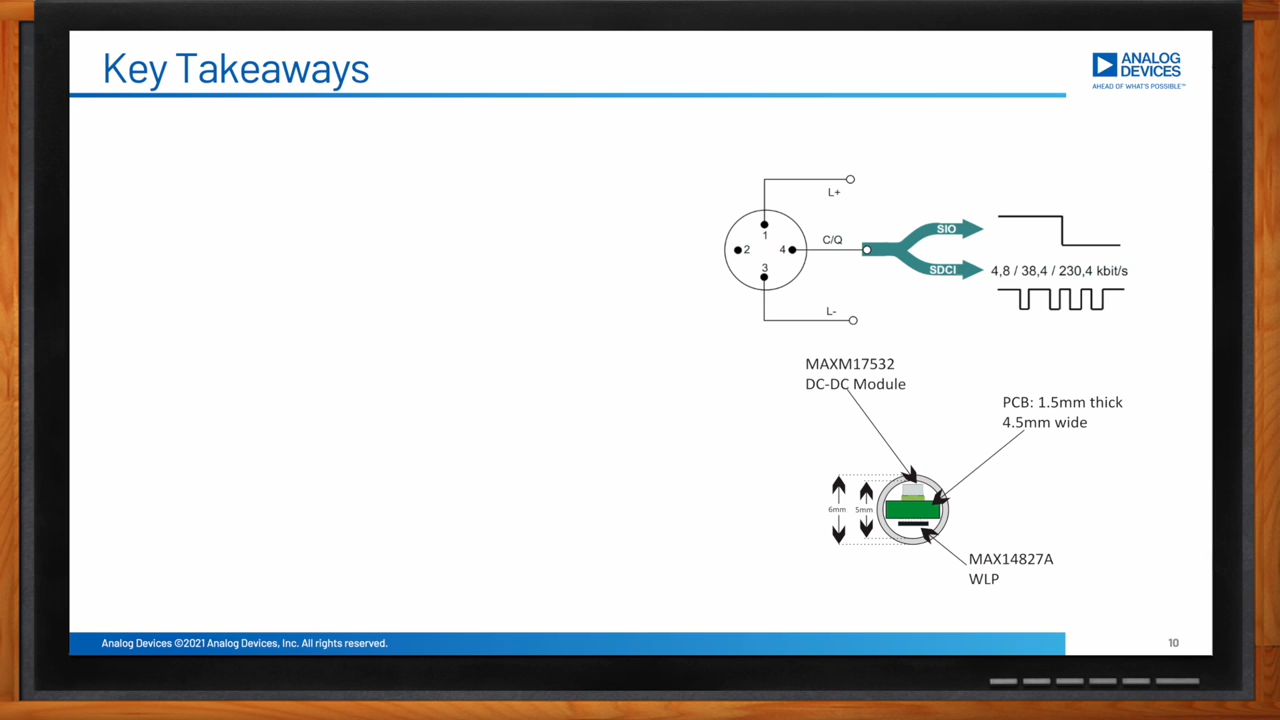 Key Takeaways
ANALOG
DEVICES
AHEAD OF WHAT'S POSSIBLE™
L+
1
2
4
3
C/Q
SIO
SDCI
4,8 / 38,4 / 230,4 kbit/s
L-
MAXM17532
DC-DC Module
PCB: 1.5mm thick
4.5mm wide
6mm
5mm
MAX14827A
WLP
Analog Devices ©2021 Analog Devices, Inc. All rights reserved.
10